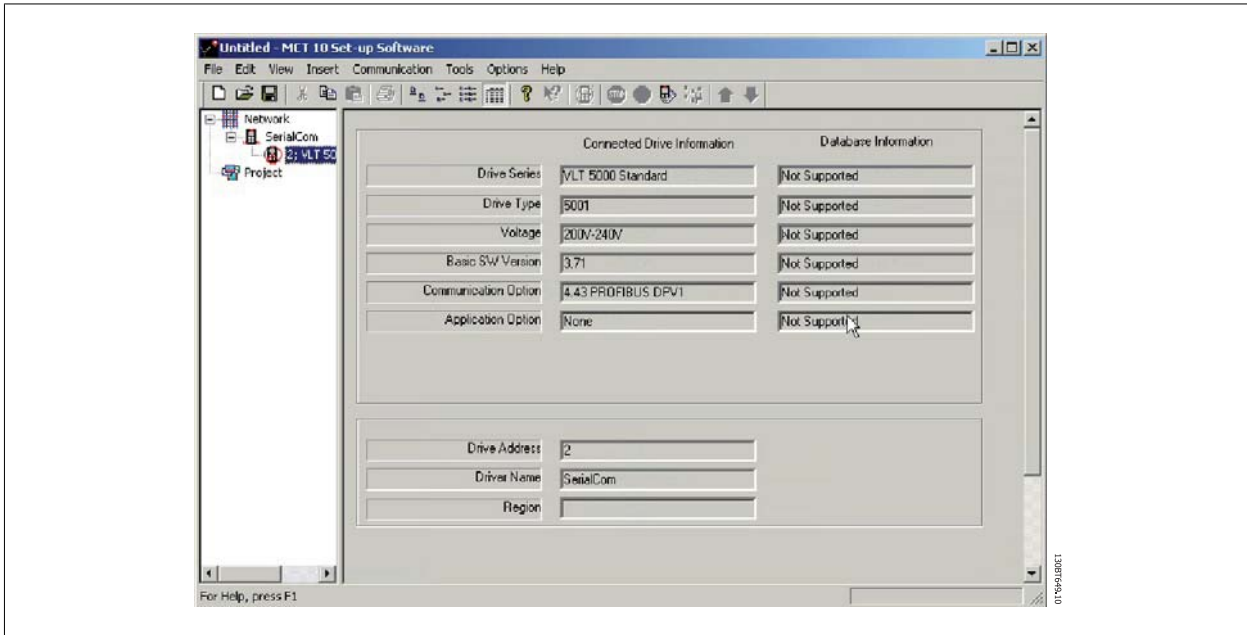 Untitled - MCT 10 Set-up Software
File Edit View Insert Communication Tools Options Help
Network
SerialCom
2; VLT 50
Project
Connected Drive Information Database Information
Drive Series VLT 5000 Standard Not Supported
Drive Type 5001 Not Supported
Voltage 200V-240V Not Supported
Basic SW Version 3.71 Not Supported
Communication Option 4.43 PROFIBUS DPV1 Not Supported
Application Option None Not Supported
Drive Address 2
Driver Name SerialCom
Region
For Help, press F1
130BT649.10